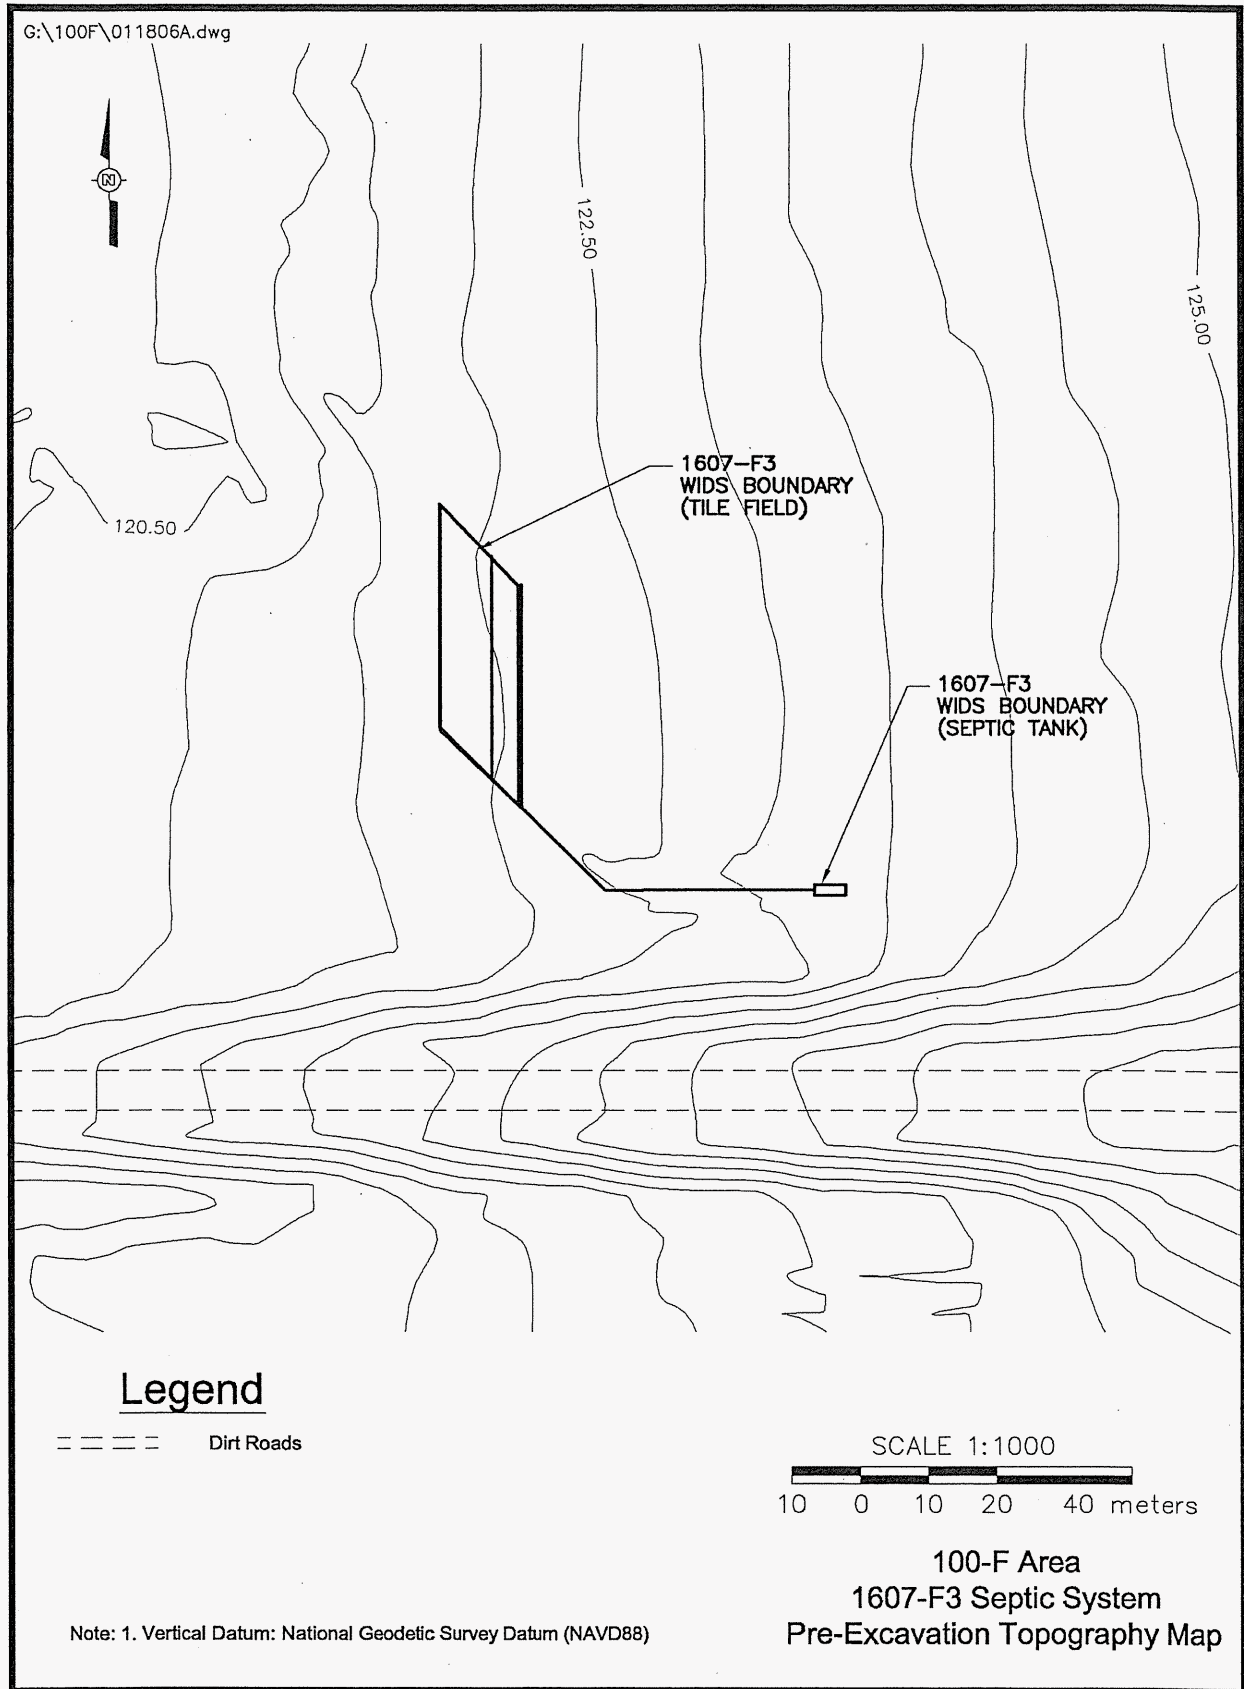 G:\100F\011806A.dwg
N
122.50
125.00
1607-F3
WIDS BOUNDARY
(TILE FIELD)
120.50
1607-F3
WIDS BOUNDARY
(SEPTIC TANK)
Legend
Dirt Roads
SCALE 1:1000
10 0 10 20 40 meters
100-F Area
1607-F3 Septic System
Pre-Excavation Topography Map
Note: 1. Vertical Datum: National Geodetic Survey Datum (NAVD88)